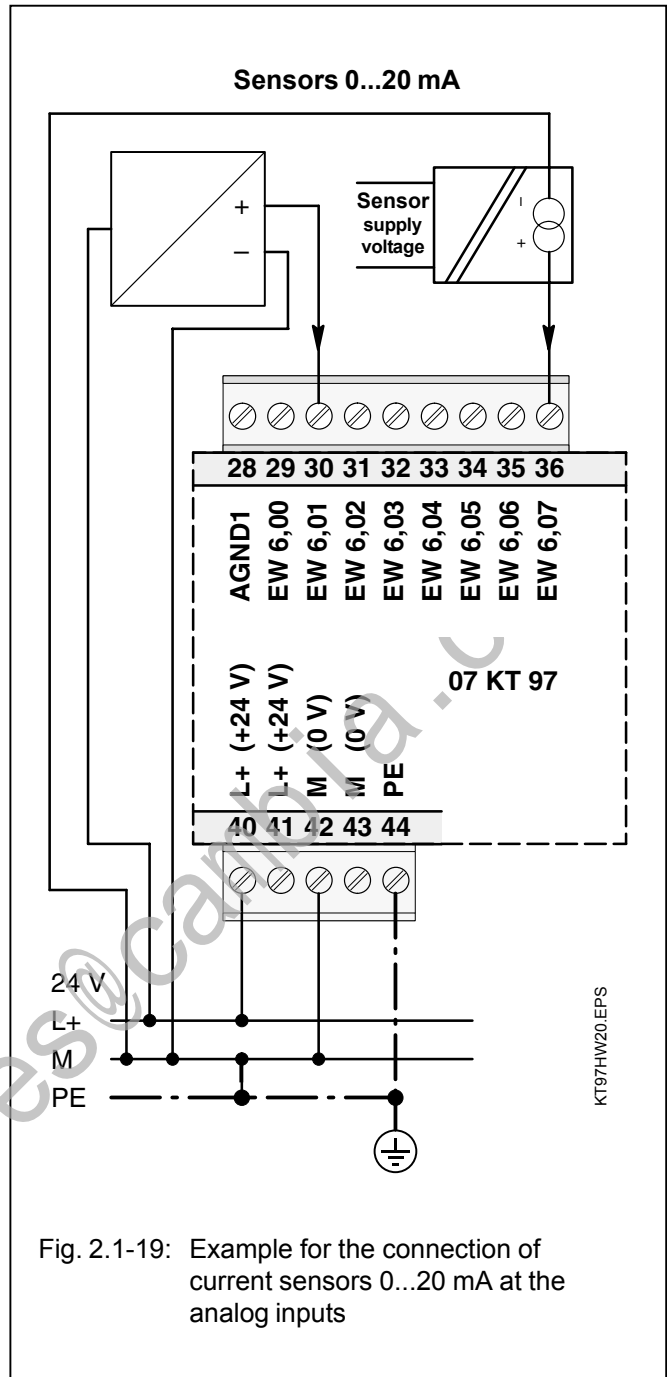 Sensors 0...20 mA
+
−
Sensor
supply
voltage
−
+
28 29 30 31 32 33 34 35 36
AGND1
EW 6,00
EW 6,01
EW 6,02
EW 6,03
EW 6,04
EW 6,05
EW 6,06
EW 6,07
07 KT 97
L+ (+24 V)
L+ (+24 V)
M (0 V)
M (0 V)
PE
40 41 42 43 44
24 V
L+
M
PE
KT97HW20.EPS
es@cambia.c
Fig. 2.1-19: Example for the connection of
current sensors 0...20 mA at the
analog inputs